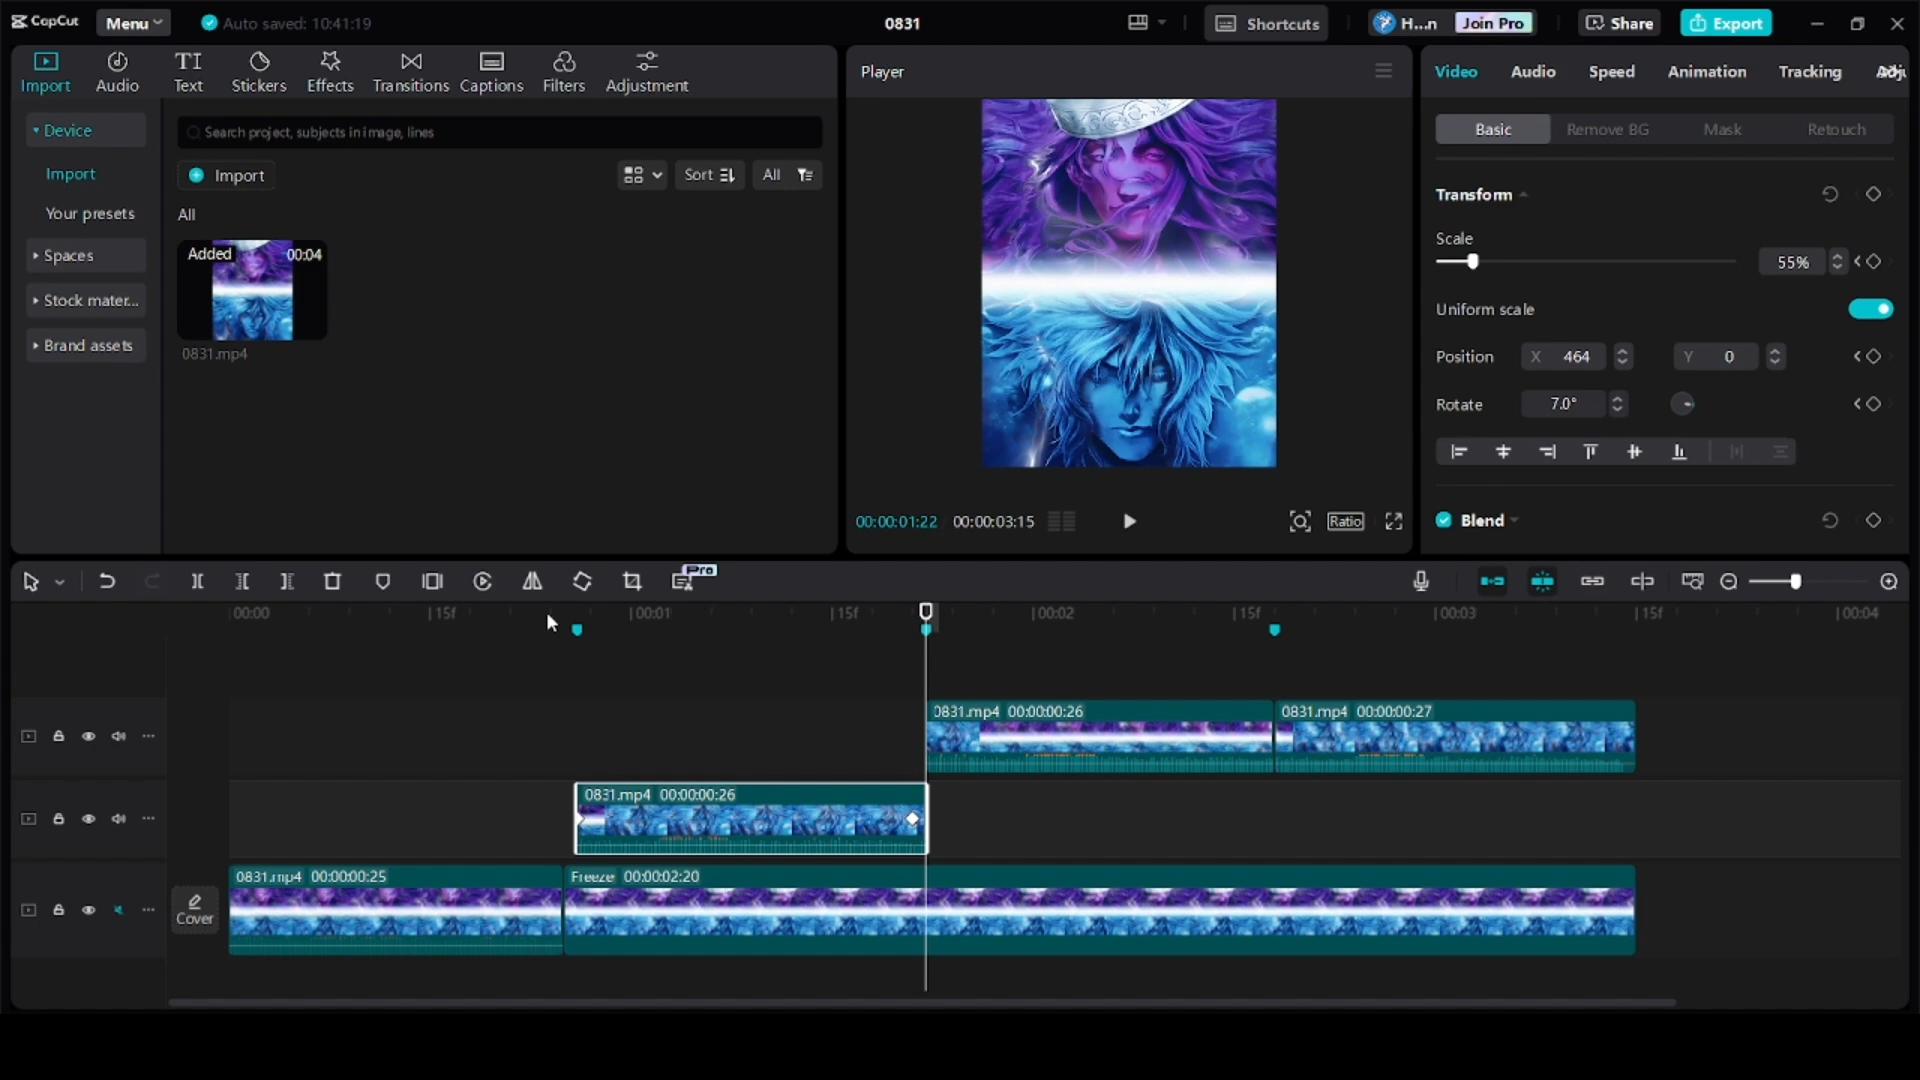 CapCut
Menu
Auto saved: 10:41:19
0831
Shortcuts
H...n
Join Pro
Share
Export
Import
Audio
Text
Stickers
Effects
Transitions
Captions
Filters
Adjustment
Device
Import
Your presets
Spaces
Stock mater...
Brand assets
Search project, subjects in image, lines
Import
Sort
All
All
Added
00:04
0831.mp4
Player
00:00:01:22
00:00:03:15
Ratio
Video
Audio
Speed
Animation
Tracking
Basic
Remove BG
Mask
Retouch
Transform
Scale
55%
Uniform scale
Position
X 464
Y 0
Rotate
7.0°
Blend
Pro
00:00
15f
00:01
15f
00:02
15f
00:03
15f
00:04
0831.mp4 00:00:00:26
0831.mp4 00:00:00:27
0831.mp4 00:00:00:26
Cover
0831.mp4 00:00:00:25
Freeze 00:00:02:20